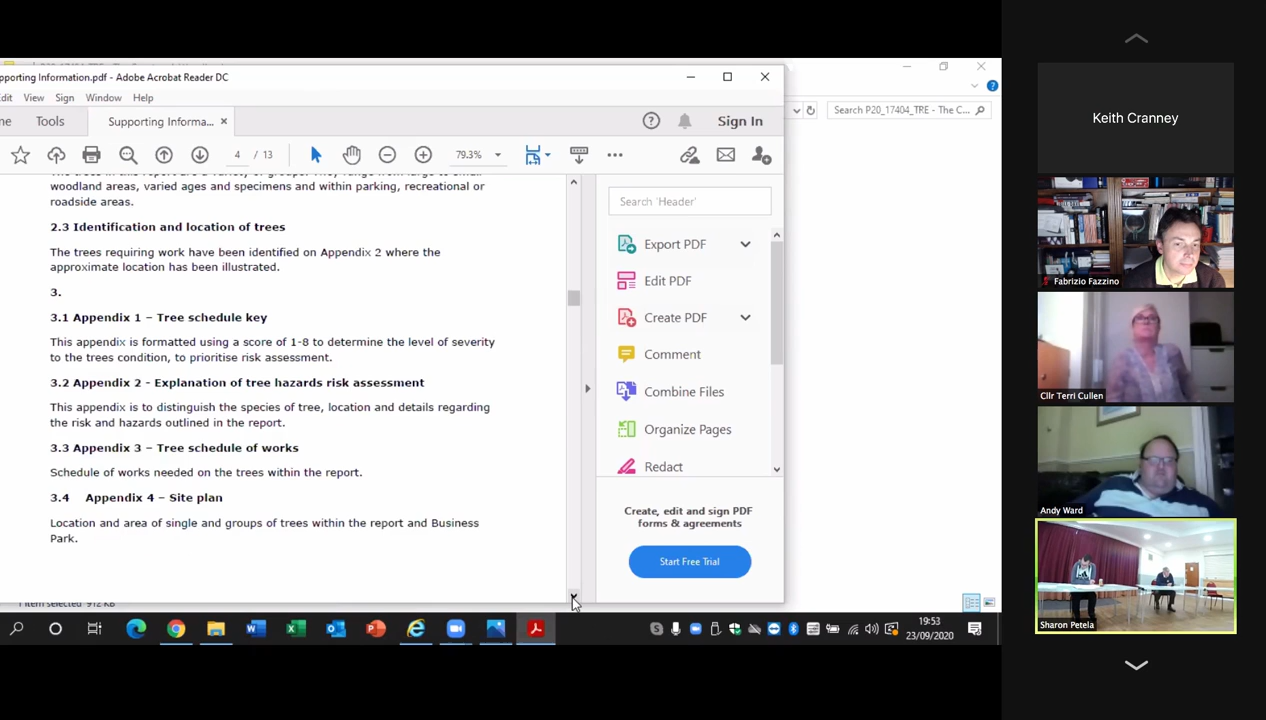 pporting Information.pdf - Adobe Acrobat Reader DC
dit View Sign Window Help
me Tools Supporting Informa... × Sign In
4 / 13 79.3%
Search P20_17404_TRE - The C...
woodland areas, varied ages and specimens and within parking, recreational or
roadside areas.
2.3 Identification and location of trees
The trees requiring work have been identified on Appendix 2 where the
approximate location has been illustrated.
3.
3.1 Appendix 1 – Tree schedule key
This appendix is formatted using a score of 1-8 to determine the level of severity
to the trees condition, to prioritise risk assessment.
3.2 Appendix 2 - Explanation of tree hazards risk assessment
This appendix is to distinguish the species of tree, location and details regarding
the risk and hazards outlined in the report.
3.3 Appendix 3 – Tree schedule of works
Schedule of works needed on the trees within the report.
3.4 Appendix 4 – Site plan
Location and area of single and groups of trees within the report and Business
Park.
Search 'Header'
Export PDF
Edit PDF
Create PDF
Comment
Combine Files
Organize Pages
Redact
Create, edit and sign PDF
forms & agreements
Start Free Trial
19:53
23/09/2020
Keith Cranney
Fabrizio Fazzino
Cllr Terri Cullen
Andy Ward
Sharon Petela